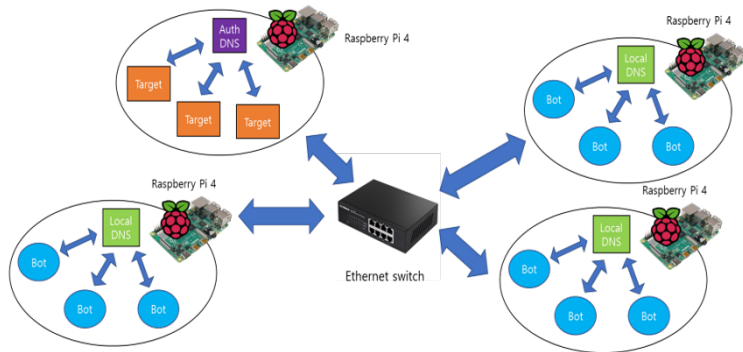 Auth
DNS
Raspberry Pi 4
Target
Target
Target
Raspberry Pi 4
Local
DNS
Bot
Bot
Bot
Raspberry Pi 4
Local
DNS
Bot
Bot
Bot
Ethernet switch
Raspberry Pi 4
Local
DNS
Bot
Bot
Bot